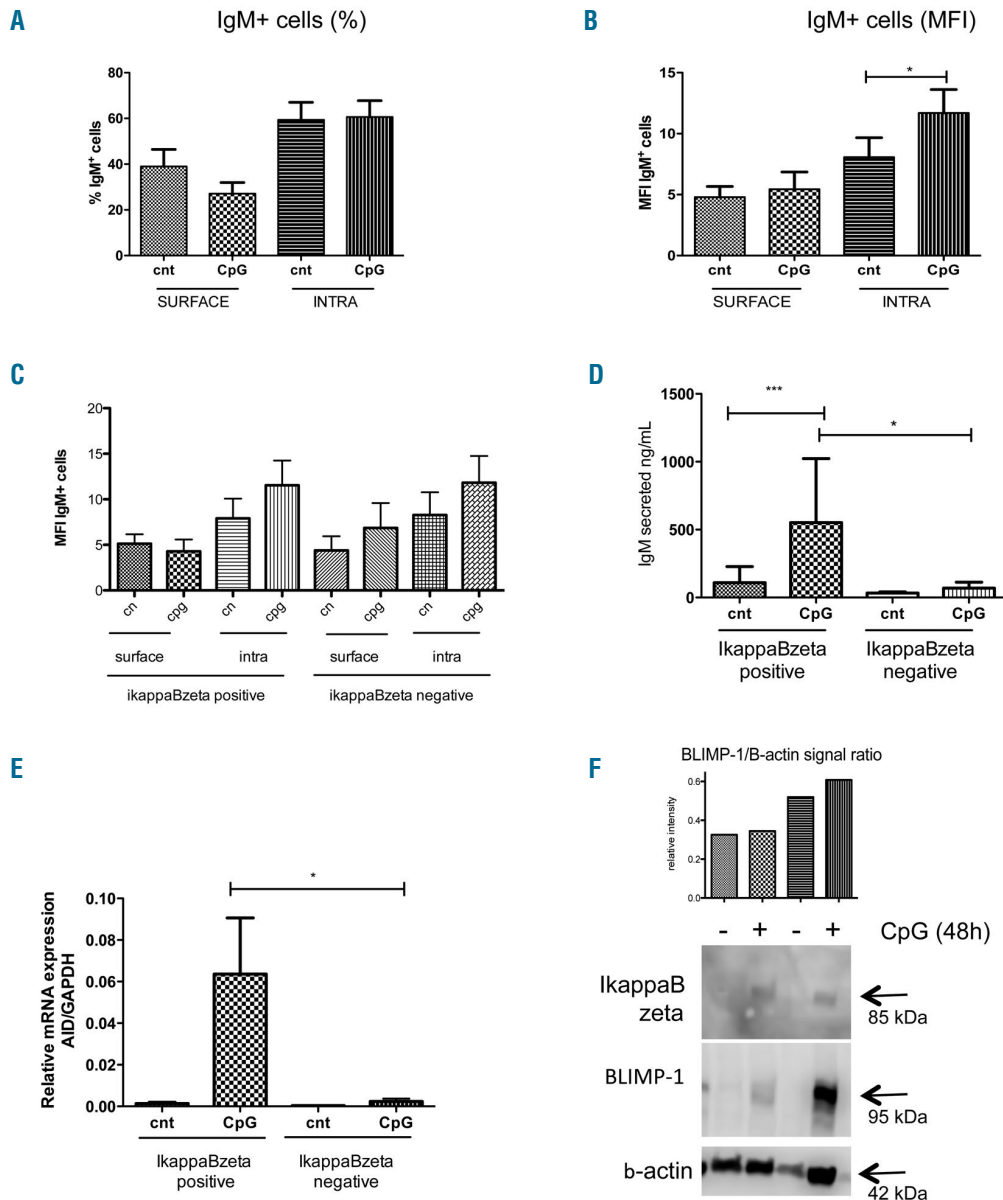 A
IgM+ cells (%)
% IgM+ cells
80
60
40
20
0
cnt CpG cnt CpG
SURFACE INTRA
B
IgM+ cells (MFI)
MFI IgM+ cells
15
10
5
0
*
cnt CpG cnt CpG
SURFACE INTRA
C
MFI IgM+ cells
20
15
10
5
0
cn cpg cn cpg cn cpg cn cpg
surface intra surface intra
ikappaBzeta positive ikappaBzeta negative
D
IgM secreted ng/mL
1500
1000
500
0
***
*
cnt CpG cnt CpG
IkappaBzeta IkappaBzeta
positive negative
E
Relative mRNA expression
AID/GAPDH
0.10
0.08
0.06
0.04
0.02
0.00
*
cnt CpG cnt CpG
IkappaBzeta IkappaBzeta
positive negative
F
BLIMP-1/B-actin signal ratio
relative intensity
0.6
0.4
0.2
0.0
- + - + CpG (48h)
IkappaB
zeta
85 kDa
BLIMP-1
95 kDa
b-actin
42 kDa